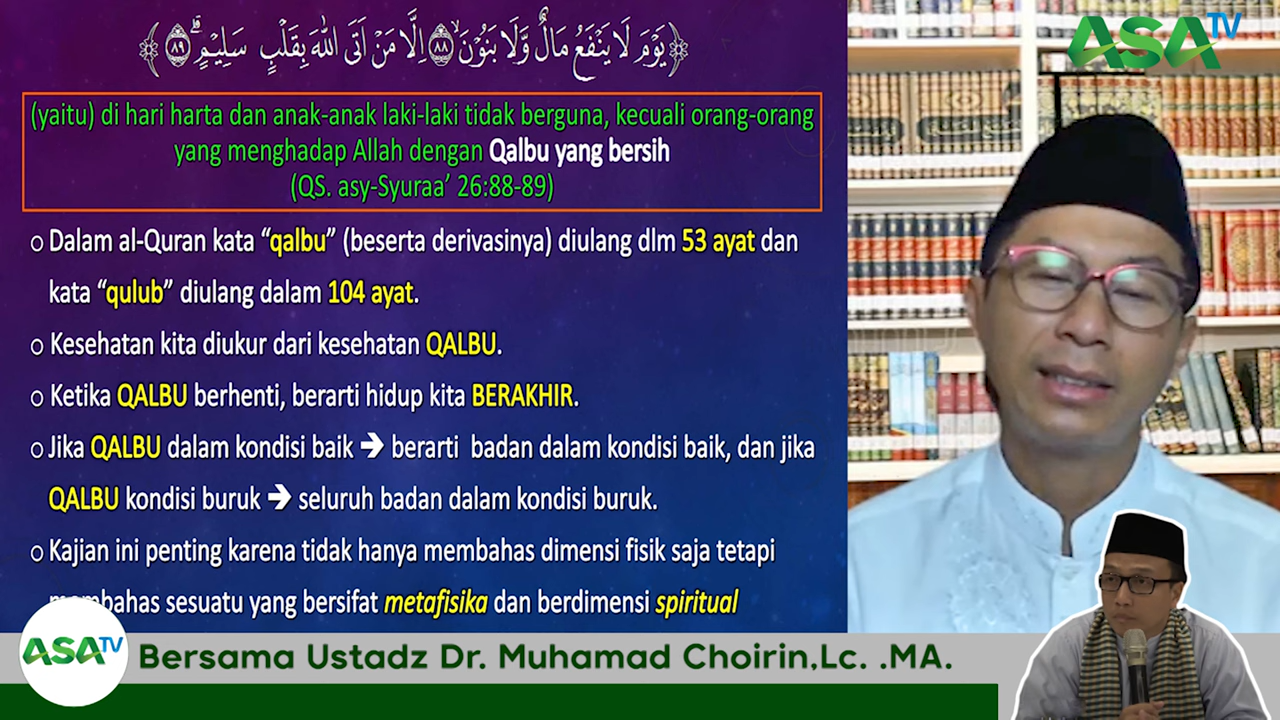 ASA TV
﴿يَوْمَ لَا يَنْفَعُ مَالٌ وَّلَا بَنُوْنَۙ ﴿٨٨﴾ اِلَّا مَنْ اَتَى اللّٰهَ بِقَلْبٍ سَلِيْمٍۗ ﴿٨٩﴾﴾
(yaitu) di hari harta dan anak-anak laki-laki tidak berguna, kecuali orang-orang
yang menghadap Allah dengan Qalbu yang bersih
(QS. asy-Syuraa’ 26:88-89)
o Dalam al-Quran kata “qalbu” (beserta derivasinya) diulang dlm 53 ayat dan
kata “qulub” diulang dalam 104 ayat.
o Kesehatan kita diukur dari kesehatan QALBU.
o Ketika QALBU berhenti, berarti hidup kita BERAKHIR.
o Jika QALBU dalam kondisi baik ➔ berarti badan dalam kondisi baik, dan jika
QALBU kondisi buruk ➔ seluruh badan dalam kondisi buruk.
o Kajian ini penting karena tidak hanya membahas dimensi fisik saja tetapi
membahas sesuatu yang bersifat metafisika dan berdimensi spiritual
ASA TV
Bersama Ustadz Dr. Muhamad Choirin,Lc. .MA.